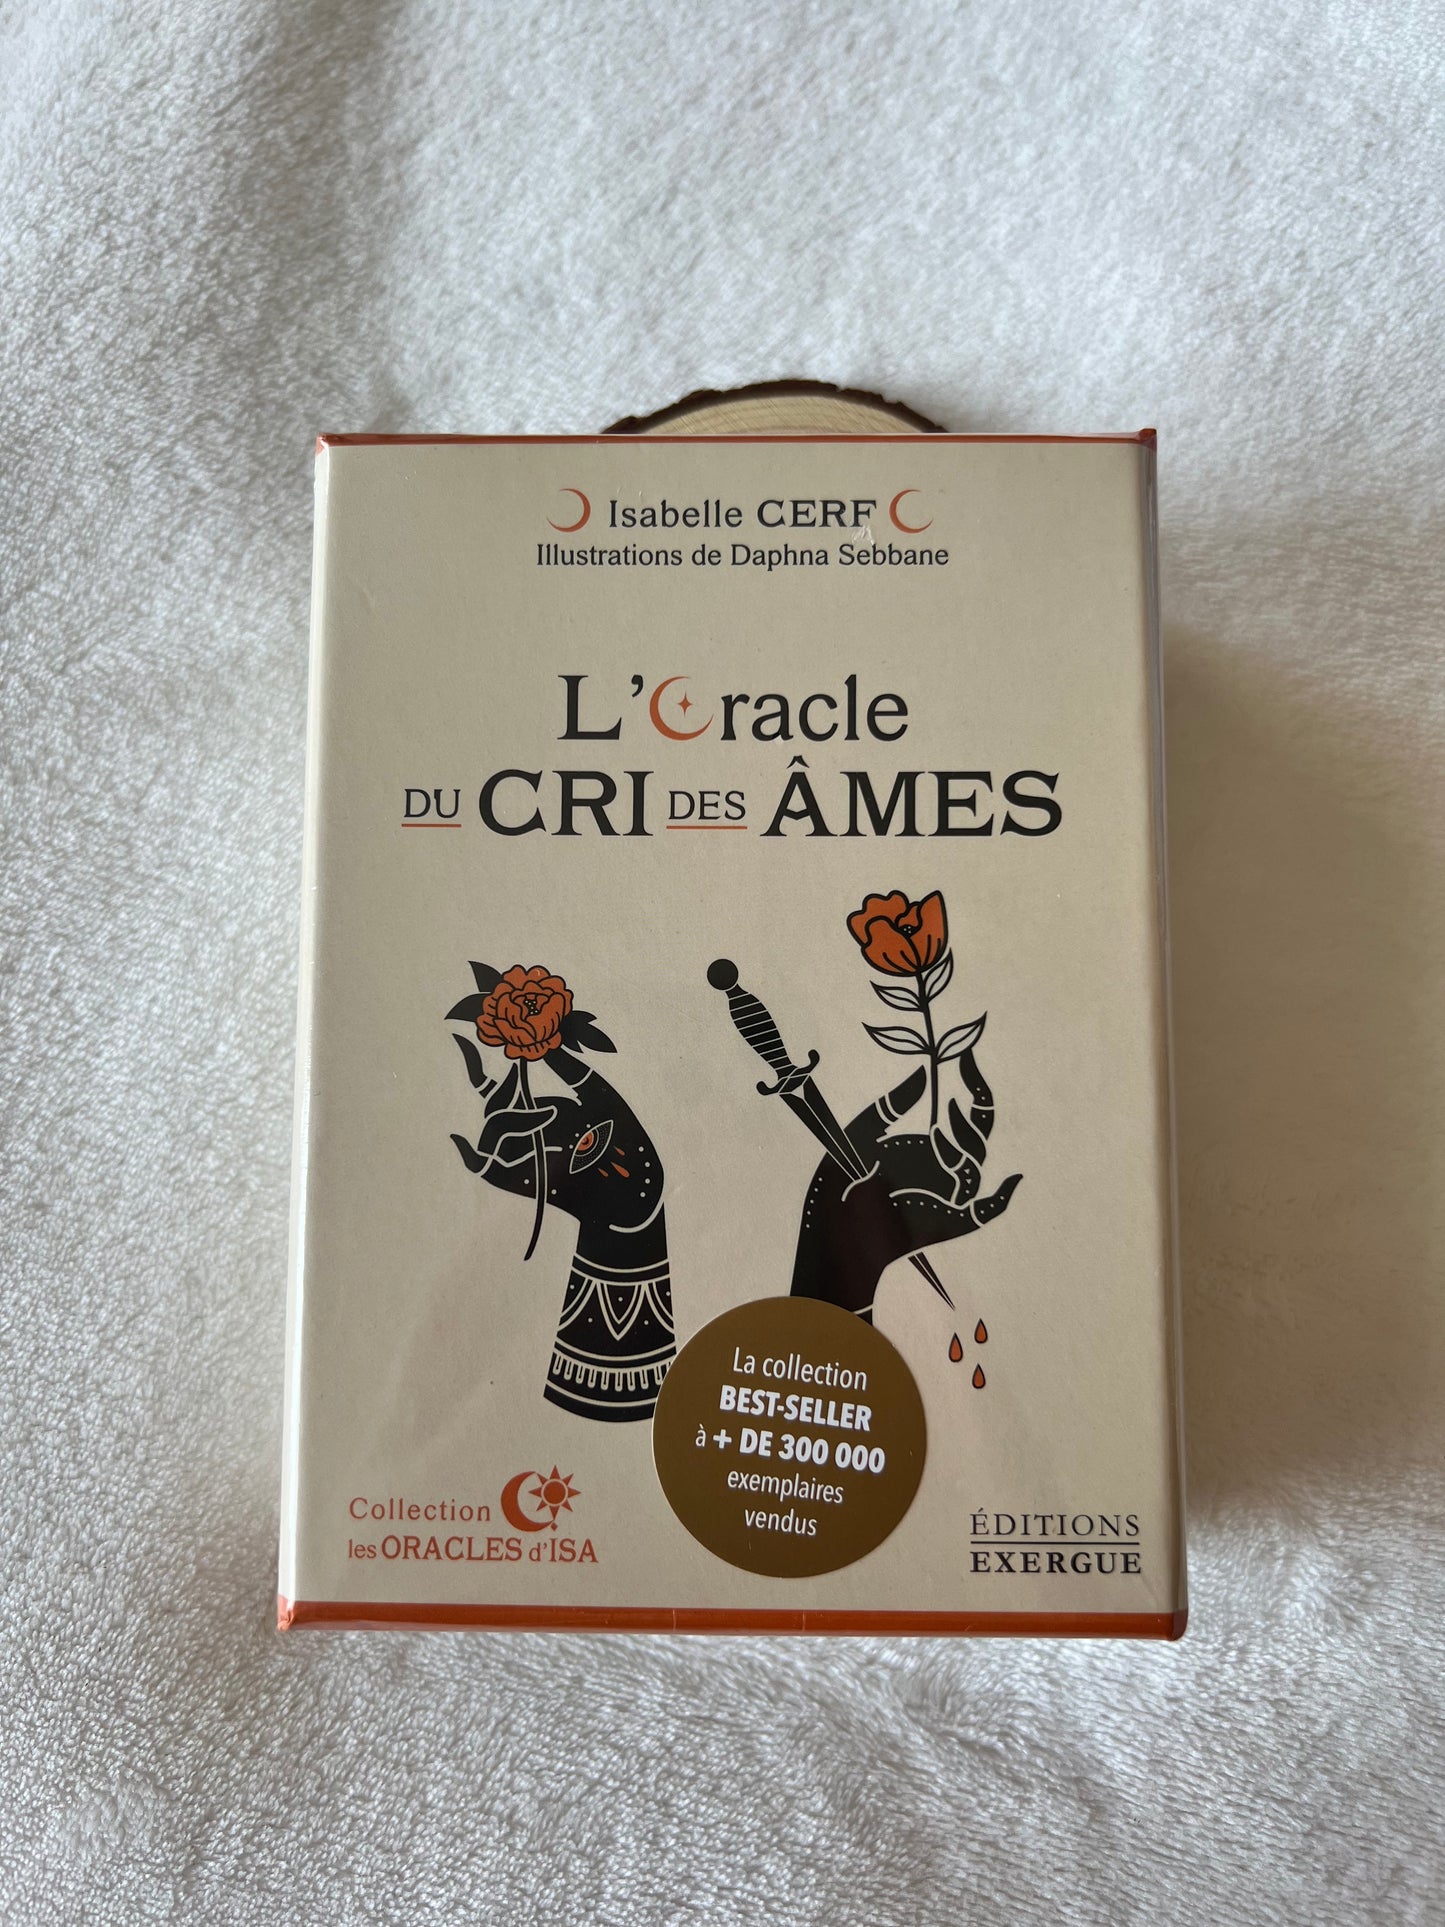 Isabelle CERF
Illustrations de Daphna Sebbane
L'Oracle
DU CRI DES ÂMES
La collection
BEST-SELLER
à + DE 300 000
exemplaires
vendus
Collection
les ORACLES d'ISA
ÉDITIONS
EXERGUE